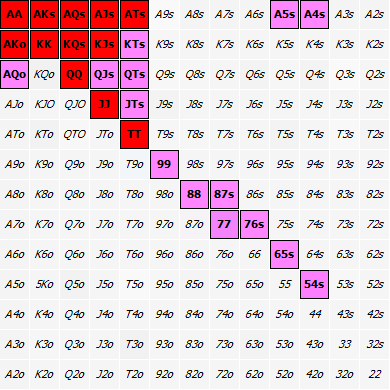 AA AKs AQs AJs ATs A9s A8s A7s A6s A5s A4s A3s A2s
AKo KK KQs KJs KTs K9s K8s K7s K6s K5s K4s K3s K2s
AQo KQo QQ QJs QTs Q9s Q8s Q7s Q6s Q5s Q4s Q3s Q2s
AJo KJO QJO JJ JTs J9s J8s J7s J6s J5s J4s J3s J2s
ATo KTo QTO JTo TT T9s T8s T7s T6s T5s T4s T3s T2s
A9o K9o Q9o J9o T9o 99 98s 97s 96s 95s 94s 93s 92s
A8o K8o Q8o J8o T8o 98o 88 87s 86s 85s 84s 83s 82s
A7o K7o Q7o J7o T7o 97o 87o 77 76s 75s 74s 73s 72s
A6o K6o Q6o J6o T6o 96o 86o 76o 66 65s 64s 63s 62s
A5o 5Ko Q5o J5o T5o 95o 85o 75o 65o 55 54s 53s 52s
A4o K4o Q4o J4o T4o 94o 84o 74o 64o 54o 44 43s 42s
A3o K3o Q3o J3o T3o 93o 83o 73o 63o 53o 43o 33 32s
A2o K2o Q2o J2o T2o 92o 82o 72o 62o 52o 42o 32o 22